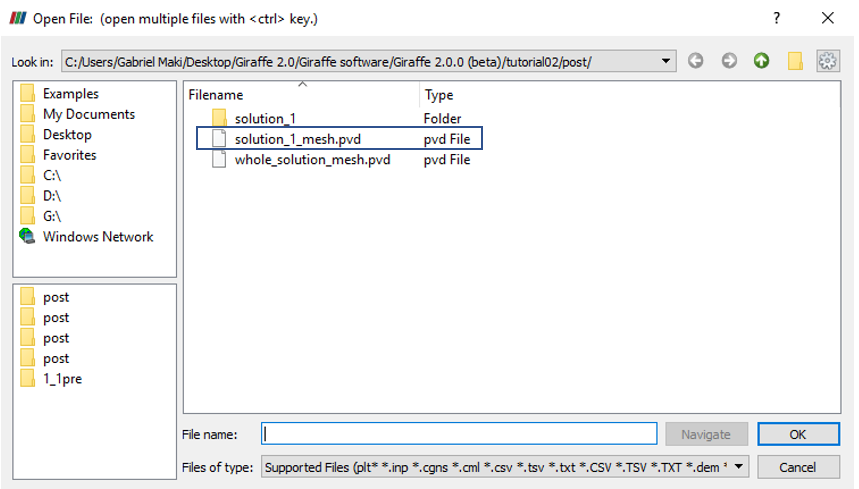 Open File:  (open multiple files with <ctrl> key.)
?
Look in: C:/Users/Gabriel Maki/Desktop/Giraffe 2.0/Giraffe software/Giraffe 2.0.0 (beta)/tutorial02/post/
Examples
My Documents
Desktop
Favorites
C:\
D:\
G:\
Windows Network
post
post
post
post
1_1pre
Filename Type
solution_1 Folder
solution_1_mesh.pvd pvd File
whole_solution_mesh.pvd pvd File
File name: Navigate OK
Files of type: Supported Files (plt* *.inp *.cgns *.cml *.csv *.tsv *.txt *.CSV *.TSV *.TXT *.dem * Cancel